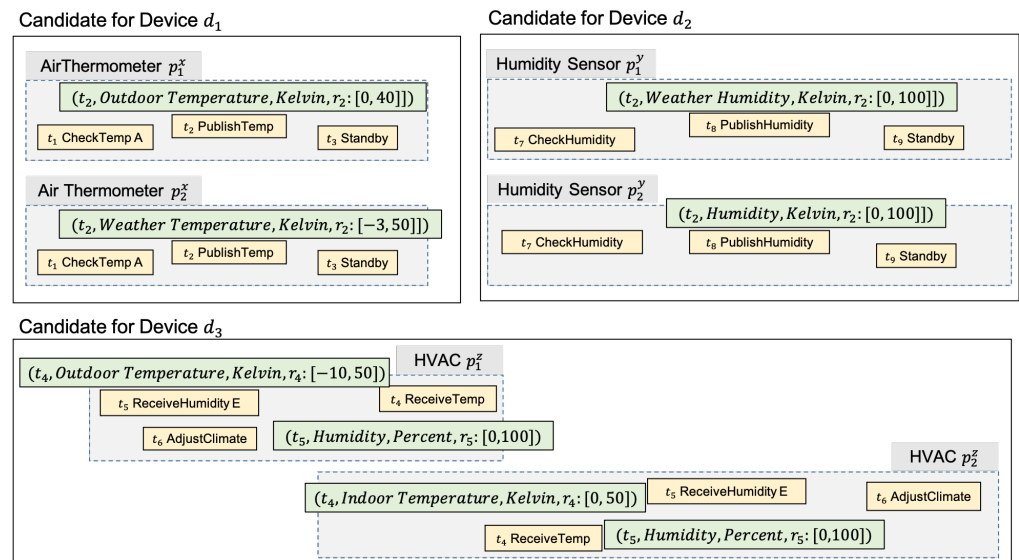 Candidate for Device d₁
AirThermometer p₁ˣ
(t₂, Outdoor Temperature, Kelvin, r₂: [0, 40]])
t₁ CheckTemp A
t₂ PublishTemp
t₃ Standby
Air Thermometer p₂ˣ
(t₂, Weather Temperature, Kelvin, r₂: [−3, 50]])
t₁ CheckTemp A
t₂ PublishTemp
t₃ Standby
Candidate for Device d₂
Humidity Sensor p₁ʸ
(t₂, Weather Humidity, Kelvin, r₂: [0, 100]])
t₇ CheckHumidity
t₈ PublishHumidity
t₉ Standby
Humidity Sensor p₂ʸ
(t₂, Humidity, Kelvin, r₂: [0, 100]])
t₇ CheckHumidity
t₈ PublishHumidity
t₉ Standby
Candidate for Device d₃
HVAC p₁ᶻ
(t₄, Outdoor Temperature, Kelvin, r₄: [−10, 50])
t₅ ReceiveHumidity E
t₄ ReceiveTemp
t₆ AdjustClimate
(t₅, Humidity, Percent, r₅: [0,100])
HVAC p₂ᶻ
(t₄, Indoor Temperature, Kelvin, r₄: [0, 50])
t₅ ReceiveHumidity E
t₆ AdjustClimate
t₄ ReceiveTemp
(t₅, Humidity, Percent, r₅: [0,100])